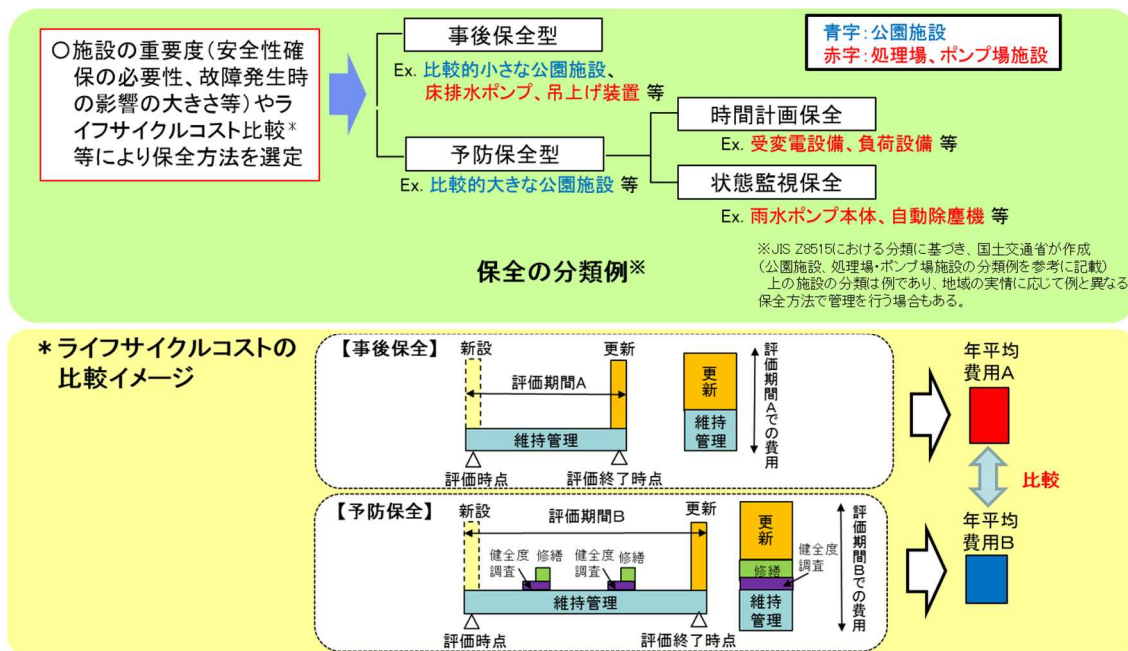 〇施設の重要度(安全性確
保の必要性、故障発生時
の影響の大きさ等)やラ
イフサイクルコスト比較*
等により保全方法を選定
事後保全型
Ex. 比較的小さな公園施設、
床排水ポンプ、吊上げ装置 等
予防保全型
Ex. 比較的大きな公園施設 等
青字:公園施設
赤字:処理場、ポンプ場施設
時間計画保全
Ex. 受変電設備、負荷設備 等
状態監視保全
Ex. 雨水ポンプ本体、自動除塵機 等
保全の分類例※
※JIS Z8515における分類に基づき、国土交通省が作成
(公園施設、処理場・ポンプ場施設の分類例を参考に記載)
上の施設の分類は例であり、地域の実情に応じて例と異なる
保全方法で管理を行う場合もある。
*ライフサイクルコストの
比較イメージ
【事後保全】
新設
更新
評価期間A
維持管理
評価時点
評価終了時点
更新
維持
管理
評価期間Aでの費用
年平均
費用A
比較
【予防保全】
新設
更新
評価期間B
健全度
調査
修繕
健全度
調査
修繕
維持管理
評価時点
評価終了時点
更新
修繕
維持
管理
健全度
調査
評価期間Bでの費用
年平均
費用B